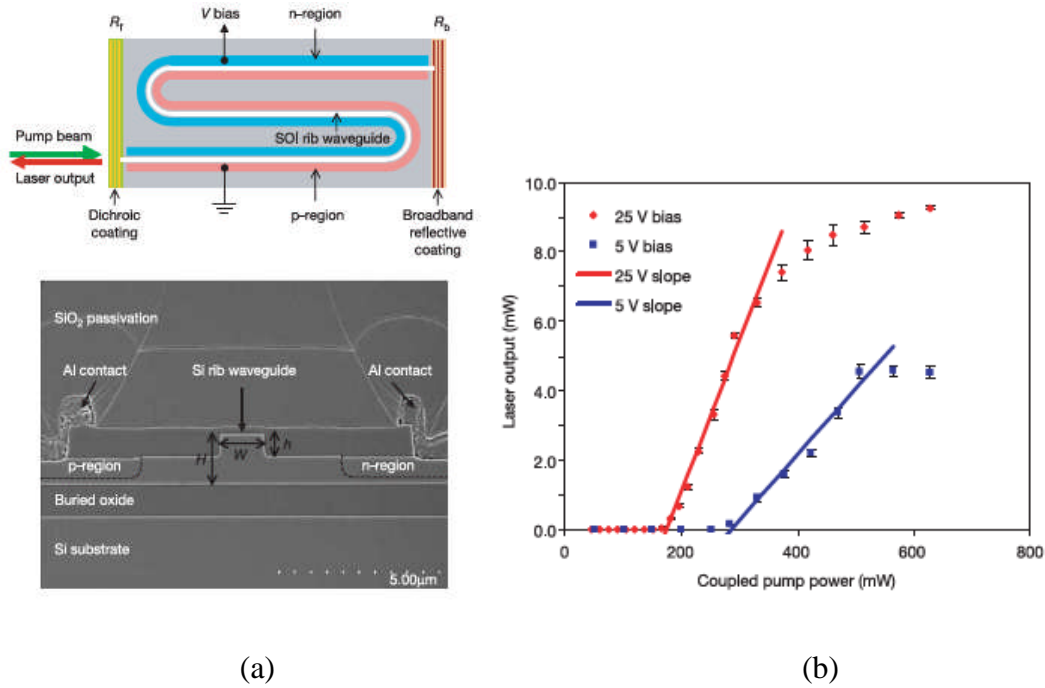 R_f
V bias
n–region
R_b
SOI rib waveguide
Pump beam
Laser output
Dichroic
coating
p–region
Broadband
reflective
coating
SiO₂ passivation
Al contact
Si rib waveguide
Al contact
H
W
h
p–region
n–region
Buried oxide
Si substrate
5.00μm
(a)
10.0
8.0
6.0
4.0
2.0
0.0
Laser output (mW)
25 V bias
5 V bias
25 V slope
5 V slope
0
200
400
600
800
Coupled pump power (mW)
(b)